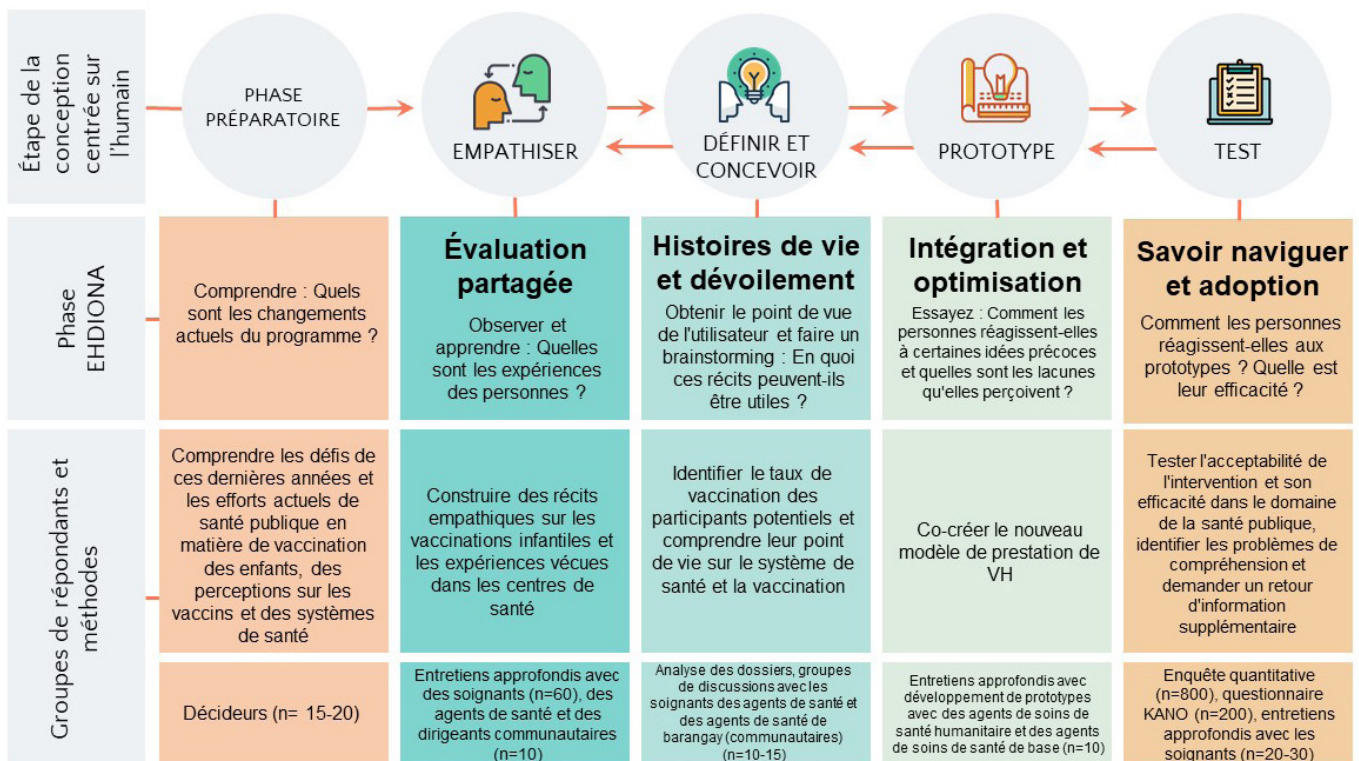 Étape de la
conception
centrée sur
l'humain
PHASE
PRÉPARATOIRE
EMPATHISER
DÉFINIR ET
CONCEVOIR
PROTOTYPE
TEST
Phase
EHDIONA
Comprendre : Quels
sont les changements
actuels du programme ?
Évaluation
partagée
Observer et
apprendre : Quelles
sont les expériences
des personnes ?
Histoires de vie
et dévoilement
Obtenir le point de vue
de l'utilisateur et faire un
brainstorming : En quoi
ces récits peuvent-ils
être utiles ?
Intégration et
optimisation
Essayez : Comment les
personnes réagissent-elles
à certaines idées précoces
et quelles sont les lacunes
qu'elles perçoivent ?
Savoir naviguer
et adoption
Comment les personnes
réagissent-elles aux
prototypes ? Quelle est
leur efficacité ?
Groupes de répondants et
méthodes
Comprendre les défis de
ces dernières années et
les efforts actuels de
santé publique en
matière de vaccination
des enfants, des
perceptions sur les
vaccins et des systèmes
de santé
Construire des récits
empathiques sur les
vaccinations infantiles et
les expériences vécues
dans les centres de
santé
Identifier le taux de
vaccination des
participants potentiels et
comprendre leur point
de vie sur le système de
santé et la vaccination
Co-créer le nouveau
modèle de prestation de
VH
Tester l'acceptabilité de
l'intervention et son
efficacité dans le domaine
de la santé publique,
identifier les problèmes de
compréhension et
demander un retour
d'information
supplémentaire
Décideurs (n= 15-20)
Entretiens approfondis avec
des soignants (n=60), des
agents de santé et des
dirigeants communautaires
(n=10)
Analyse des dossiers, groupes
de discussions avec les
soignants des agents de santé et
des agents de santé de
barangay (communautaires)
(n=10-15)
Entretiens approfondis avec
développement de prototypes
avec des agents de soins de
santé humanitaire et des agents
de soins de santé de base (n=10)
Enquête quantitative
(n=800), questionnaire
KANO (n=200), entretiens
approfondis avec les
soignants (n=20-30)